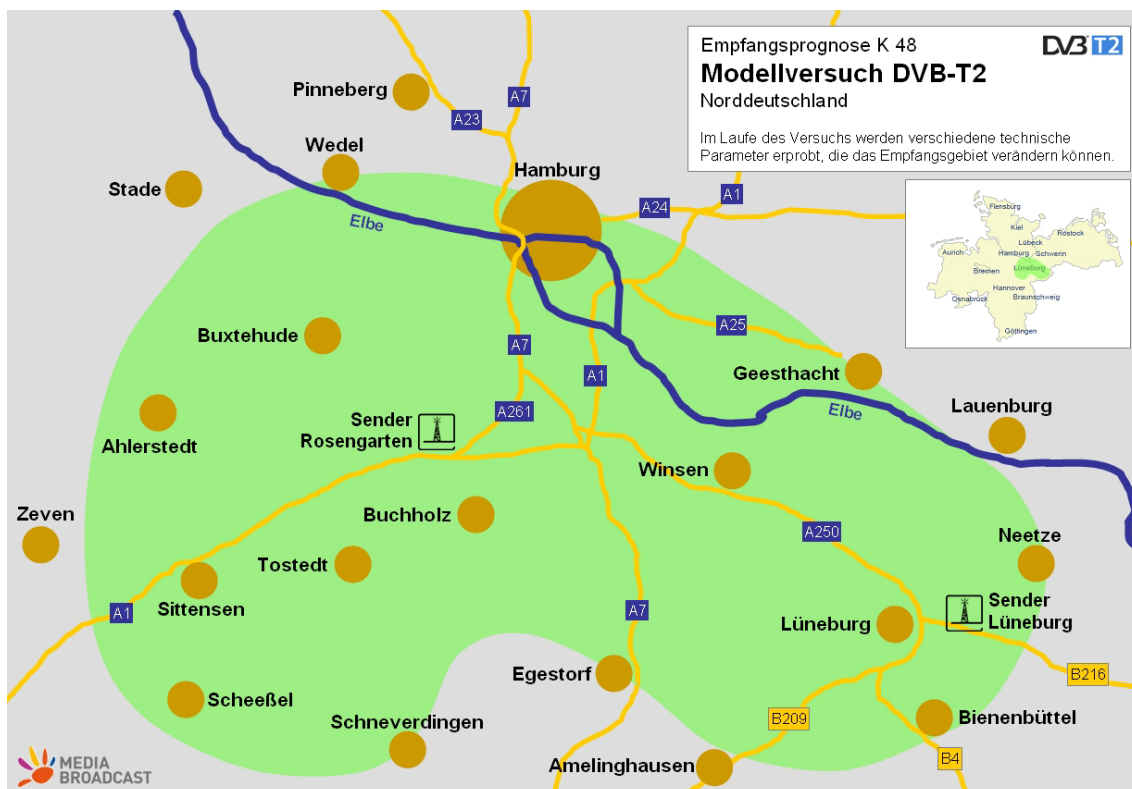 Empfangsprognose K 48
DVB T2
Modellversuch DVB-T2
Norddeutschland
Im Laufe des Versuchs werden verschiedene technische
Parameter erprobt, die das Empfangsgebiet verändern können.
Pinneberg
A7
A23
Wedel
Hamburg
Stade
A24
A1
Elbe
Flensburg
Kiel
Rostock
Lübeck
Aurich
Hamburg
Schwerin
Bremen
Lüneburg
Hannover
Osnabrück
Braunschweig
Göttingen
Buxtehude
A7
A25
A1
Geesthacht
Elbe
Lauenburg
A261
Sender
Rosengarten
Ahlerstedt
Winsen
Zeven
Buchholz
A250
Neetze
Tostedt
Sittensen
A1
A7
Lüneburg
Sender
Lüneburg
Egestorf
B216
Scheeßel
Schneverdingen
B209
Bienenbüttel
B4
Amelinghausen
MEDIA
BROADCAST